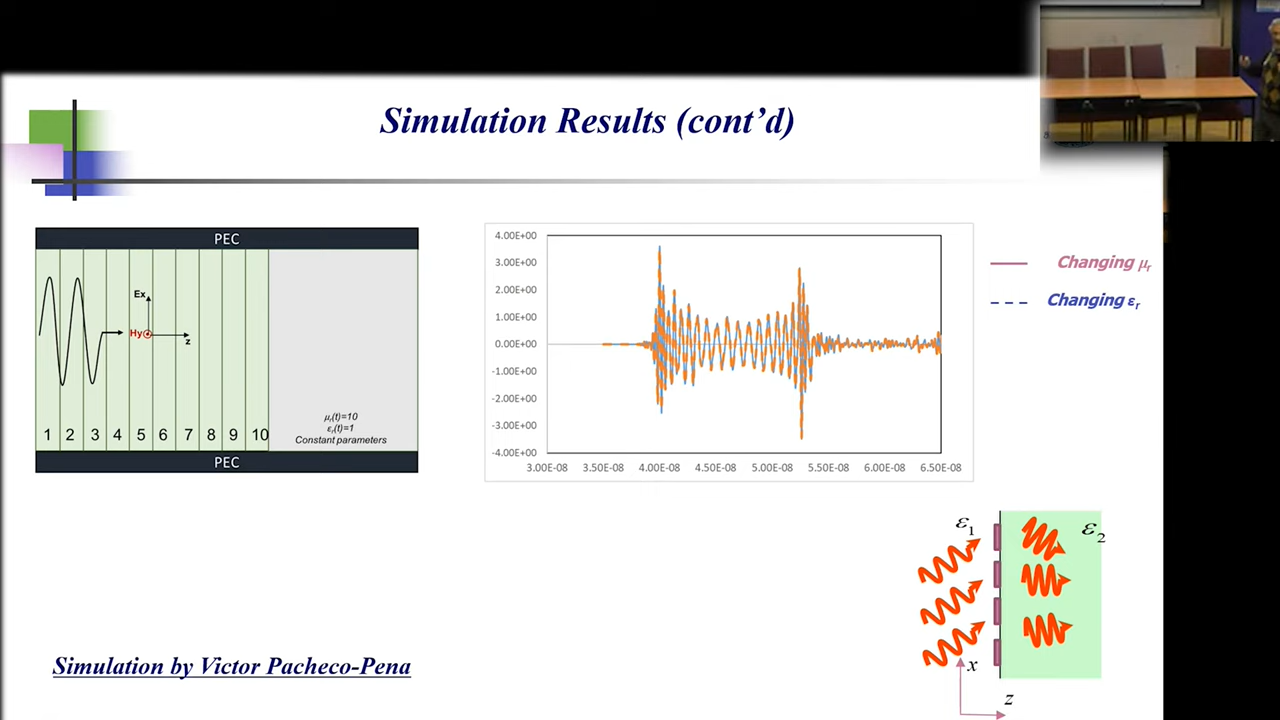 Simulation Results (cont'd)
PEC
Ex
Hy
z
1 2 3 4 5 6 7 8 9 10
μr(t)=10
εr(t)=1
Constant parameters
PEC
4.00E+00
3.00E+00
2.00E+00
1.00E+00
0.00E+00
-1.00E+00
-2.00E+00
-3.00E+00
-4.00E+00
3.00E-08 3.50E-08 4.00E-08 4.50E-08 5.00E-08 5.50E-08 6.00E-08 6.50E-08
Changing μr
Changing εr
ε1
ε2
x
z
Simulation by Victor Pacheco-Pena